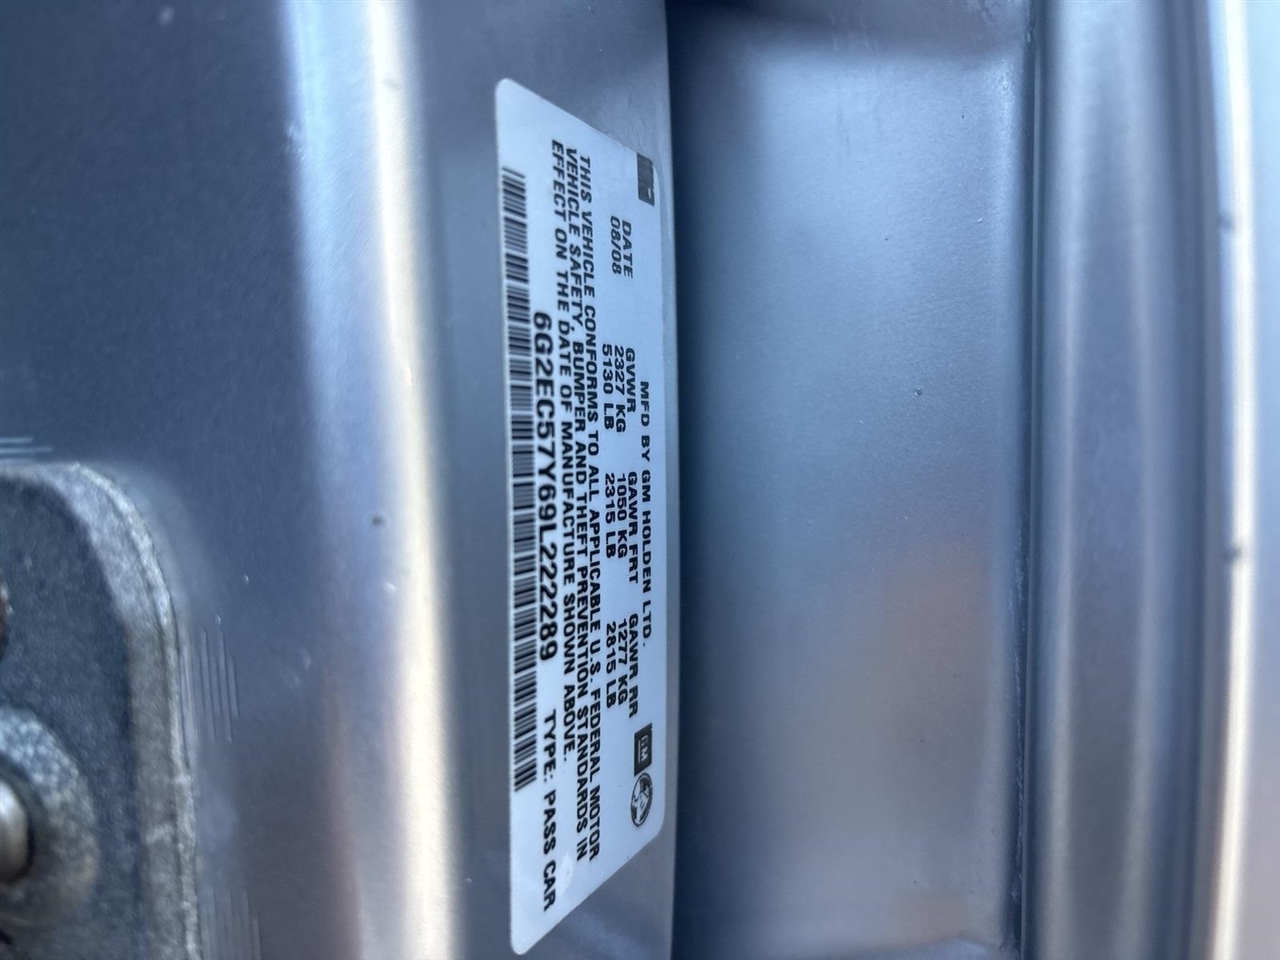 MFD BY GM HOLDEN LTD.
DATE GVWR GAWR FRT GAWR RR
08/08 2327 KG 1050 KG 1277 KG
5130 LB 2315 LB 2815 LB
THIS VEHICLE CONFORMS TO ALL APPLICABLE U.S. FEDERAL MOTOR
VEHICLE SAFETY, BUMPER AND THEFT PREVENTION STANDARDS IN
EFFECT ON THE DATE OF MANUFACTURE SHOWN ABOVE.
6G2EC57Y69L222289 TYPE: PASS CAR
GM